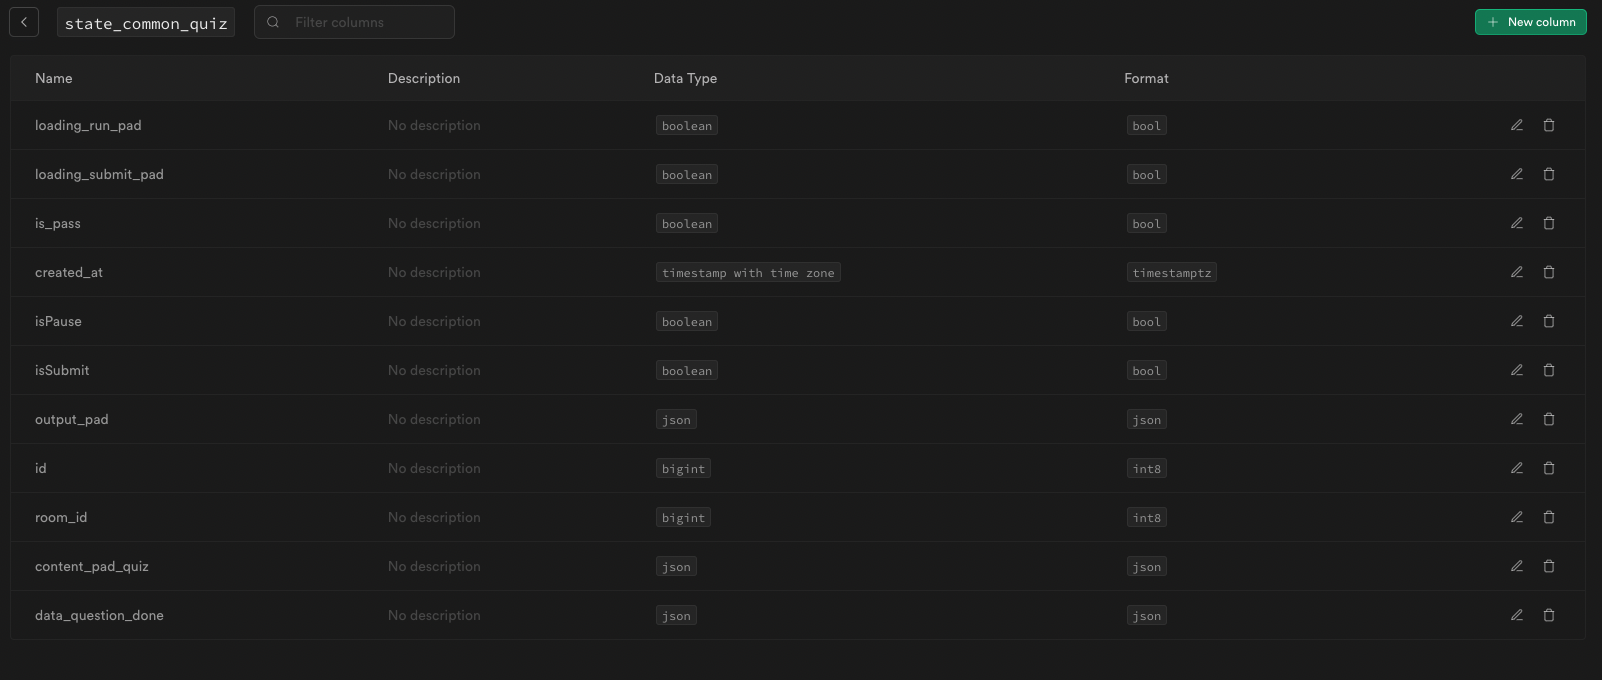 state_common_quiz Filter columns New column
Name Description Data Type Format
loading_run_pad No description boolean bool
loading_submit_pad No description boolean bool
is_pass No description boolean bool
created_at No description timestamp with time zone timestamptz
isPause No description boolean bool
isSubmit No description boolean bool
output_pad No description json json
id No description bigint int8
room_id No description bigint int8
content_pad_quiz No description json json
data_question_done No description json json